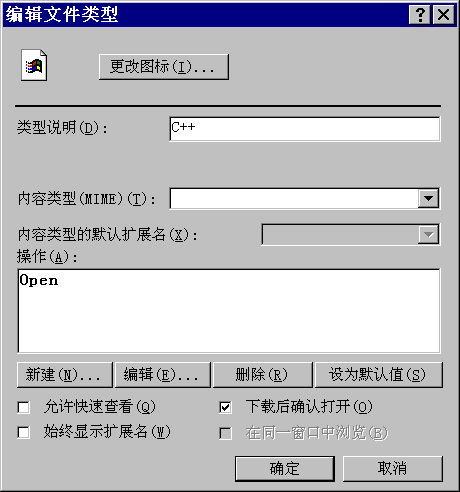 编辑文件类型
更改图标(I)...
类型说明(D):
C++
内容类型(MIME)(T):
内容类型的默认扩展名(X):
操作(A):
Open
新建(N)... 编辑(E)... 删除(R) 设为默认值(S)
允许快速查看(Q) 下载后确认打开(O)
始终显示扩展名(W) 在同一窗口中浏览(B)
确定 取消